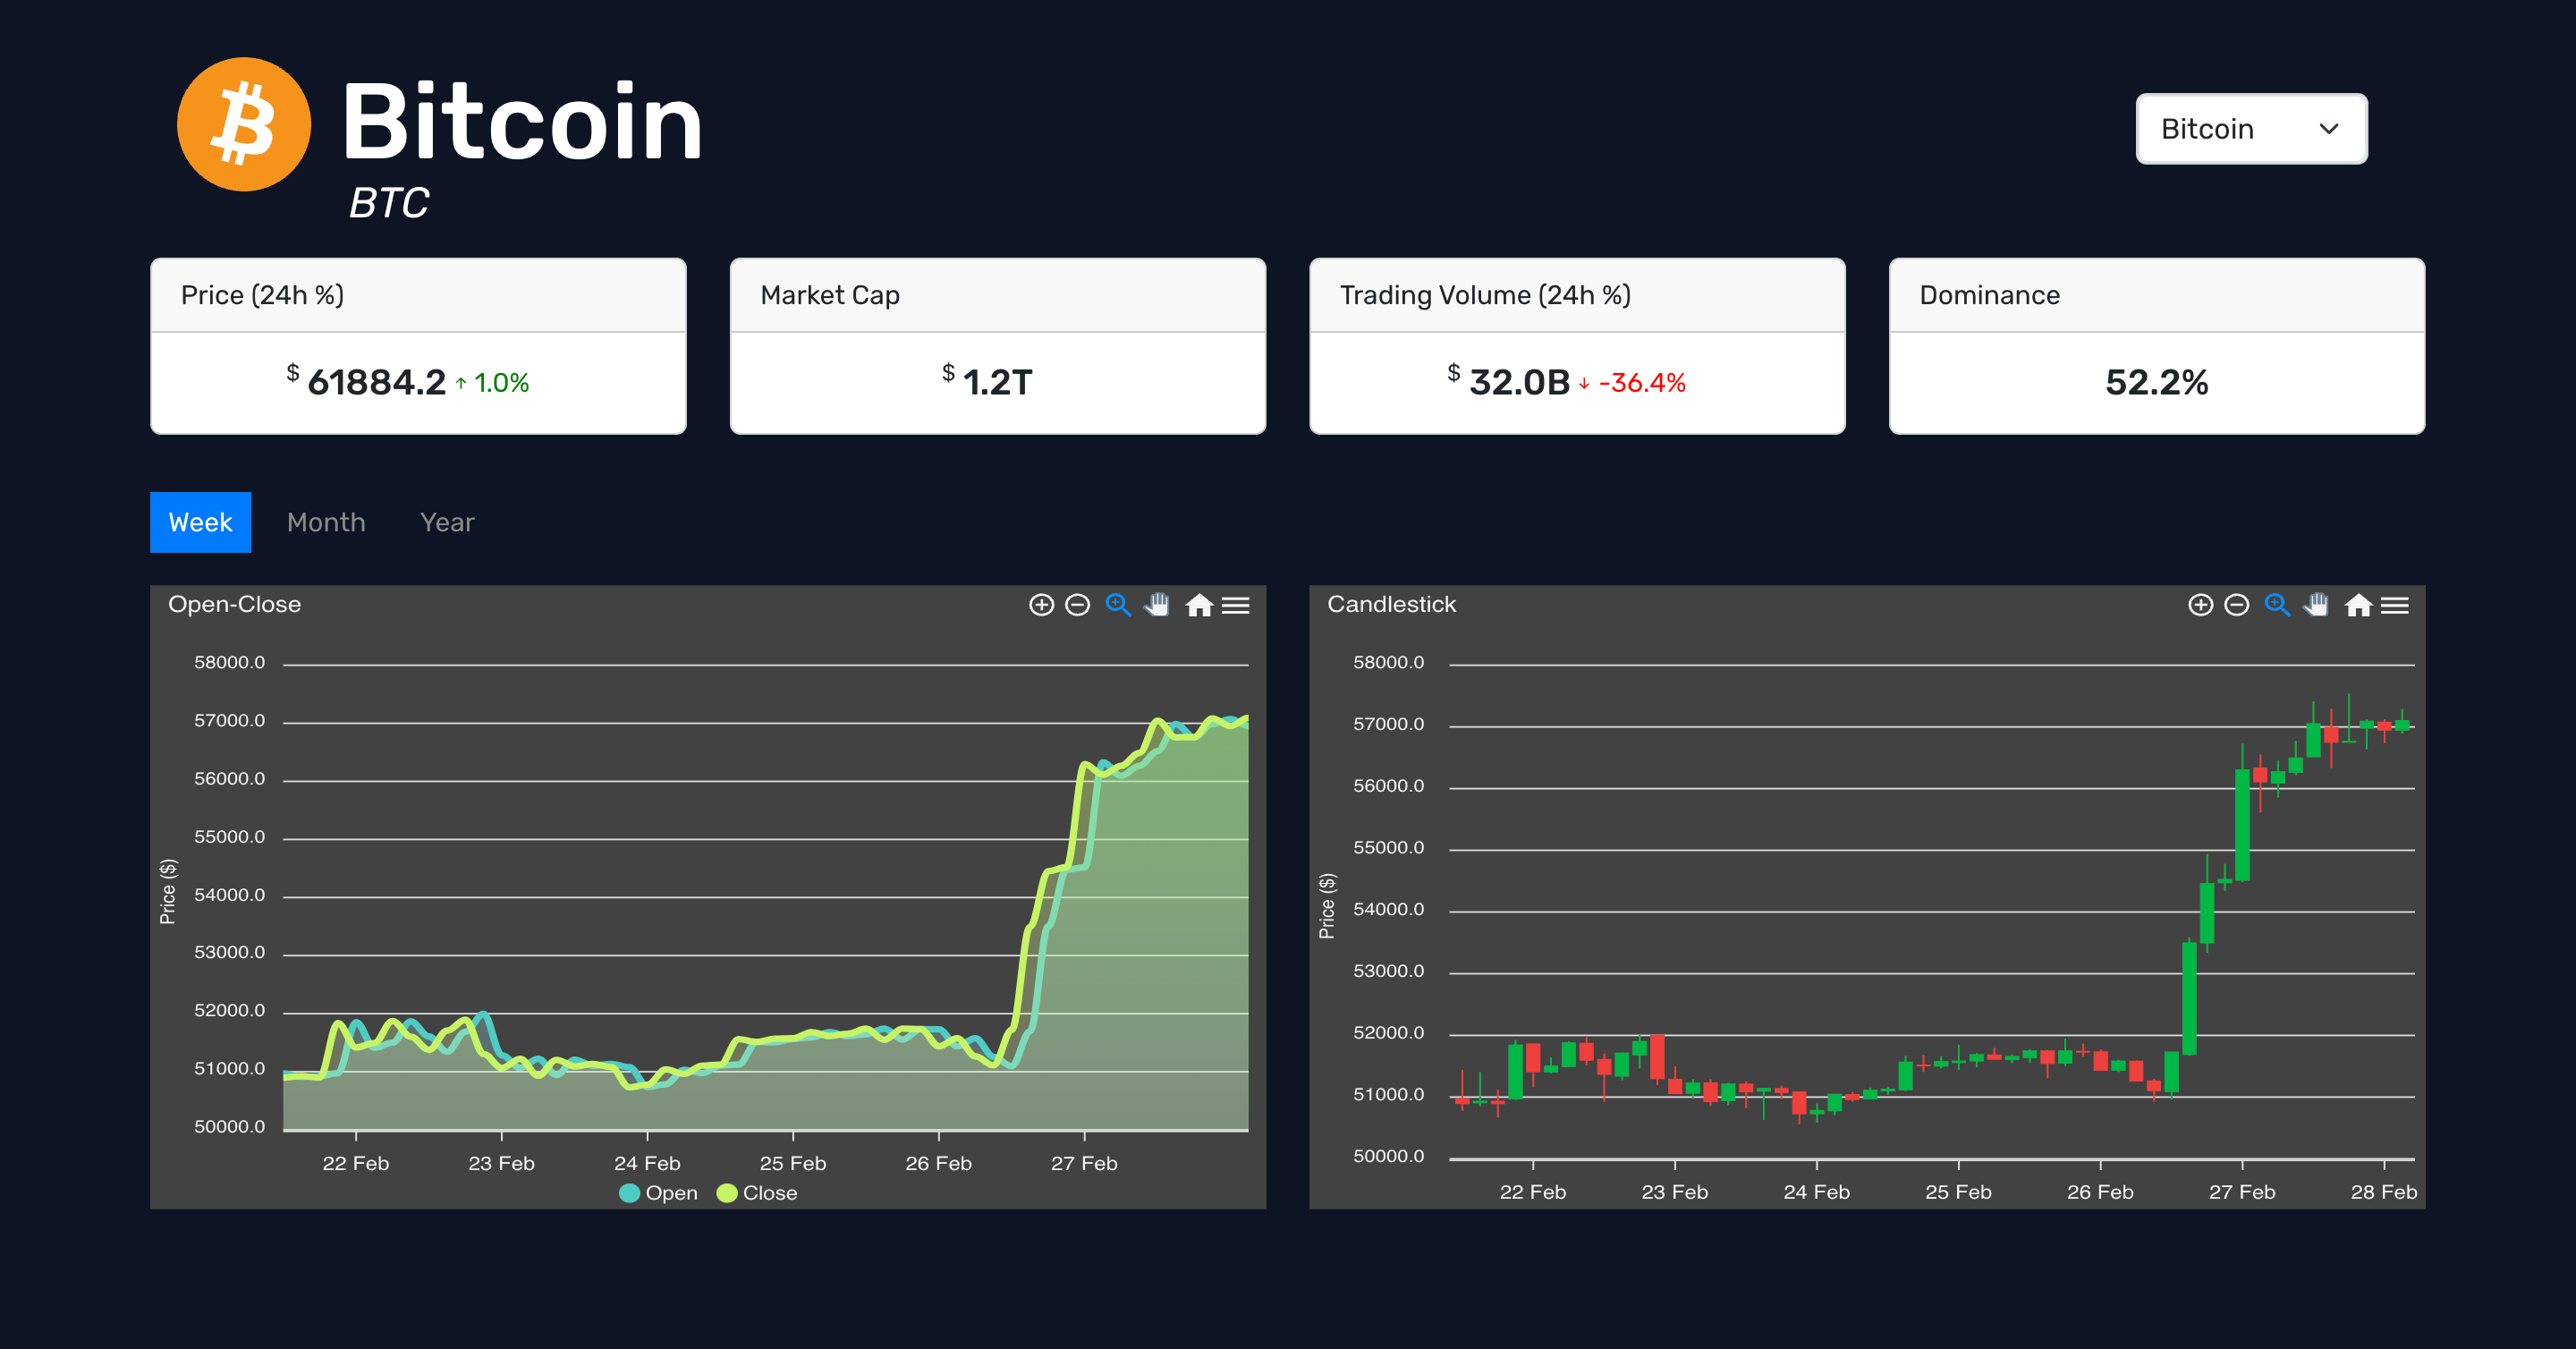 Bitcoin
BTC
Bitcoin
Price (24h %)
$ 61884.2 ↑ 1.0%
Market Cap
$ 1.2T
Trading Volume (24h %)
$ 32.0B ↓ -36.4%
Dominance
52.2%
Week Month Year
Open-Close
Price ($)
58000.0
57000.0
56000.0
55000.0
54000.0
53000.0
52000.0
51000.0
50000.0
22 Feb 23 Feb 24 Feb 25 Feb 26 Feb 27 Feb
Open Close
Candlestick
Price ($)
58000.0
57000.0
56000.0
55000.0
54000.0
53000.0
52000.0
51000.0
50000.0
22 Feb 23 Feb 24 Feb 25 Feb 26 Feb 27 Feb 28 Feb